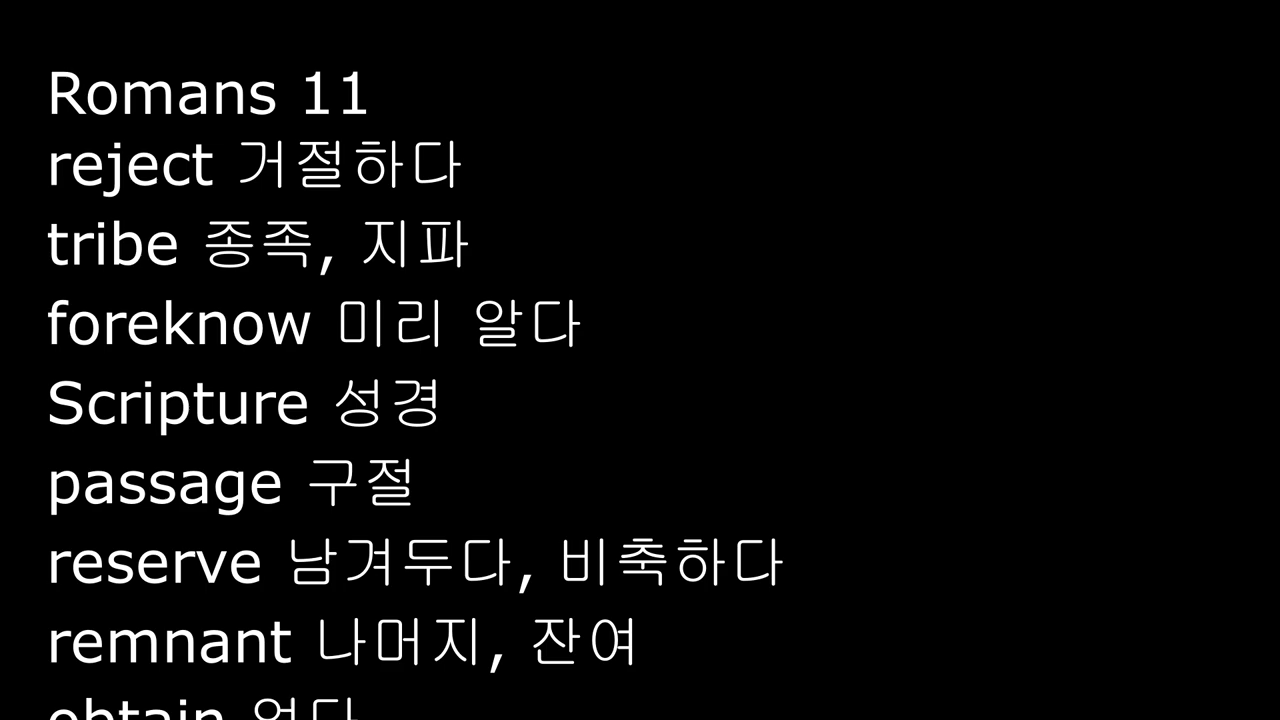 Romans 11
reject 거절하다
tribe 종족, 지파
foreknow 미리 알다
Scripture 성경
passage 구절
reserve 남겨두다, 비축하다
remnant 나머지, 잔여
obtain 얻다